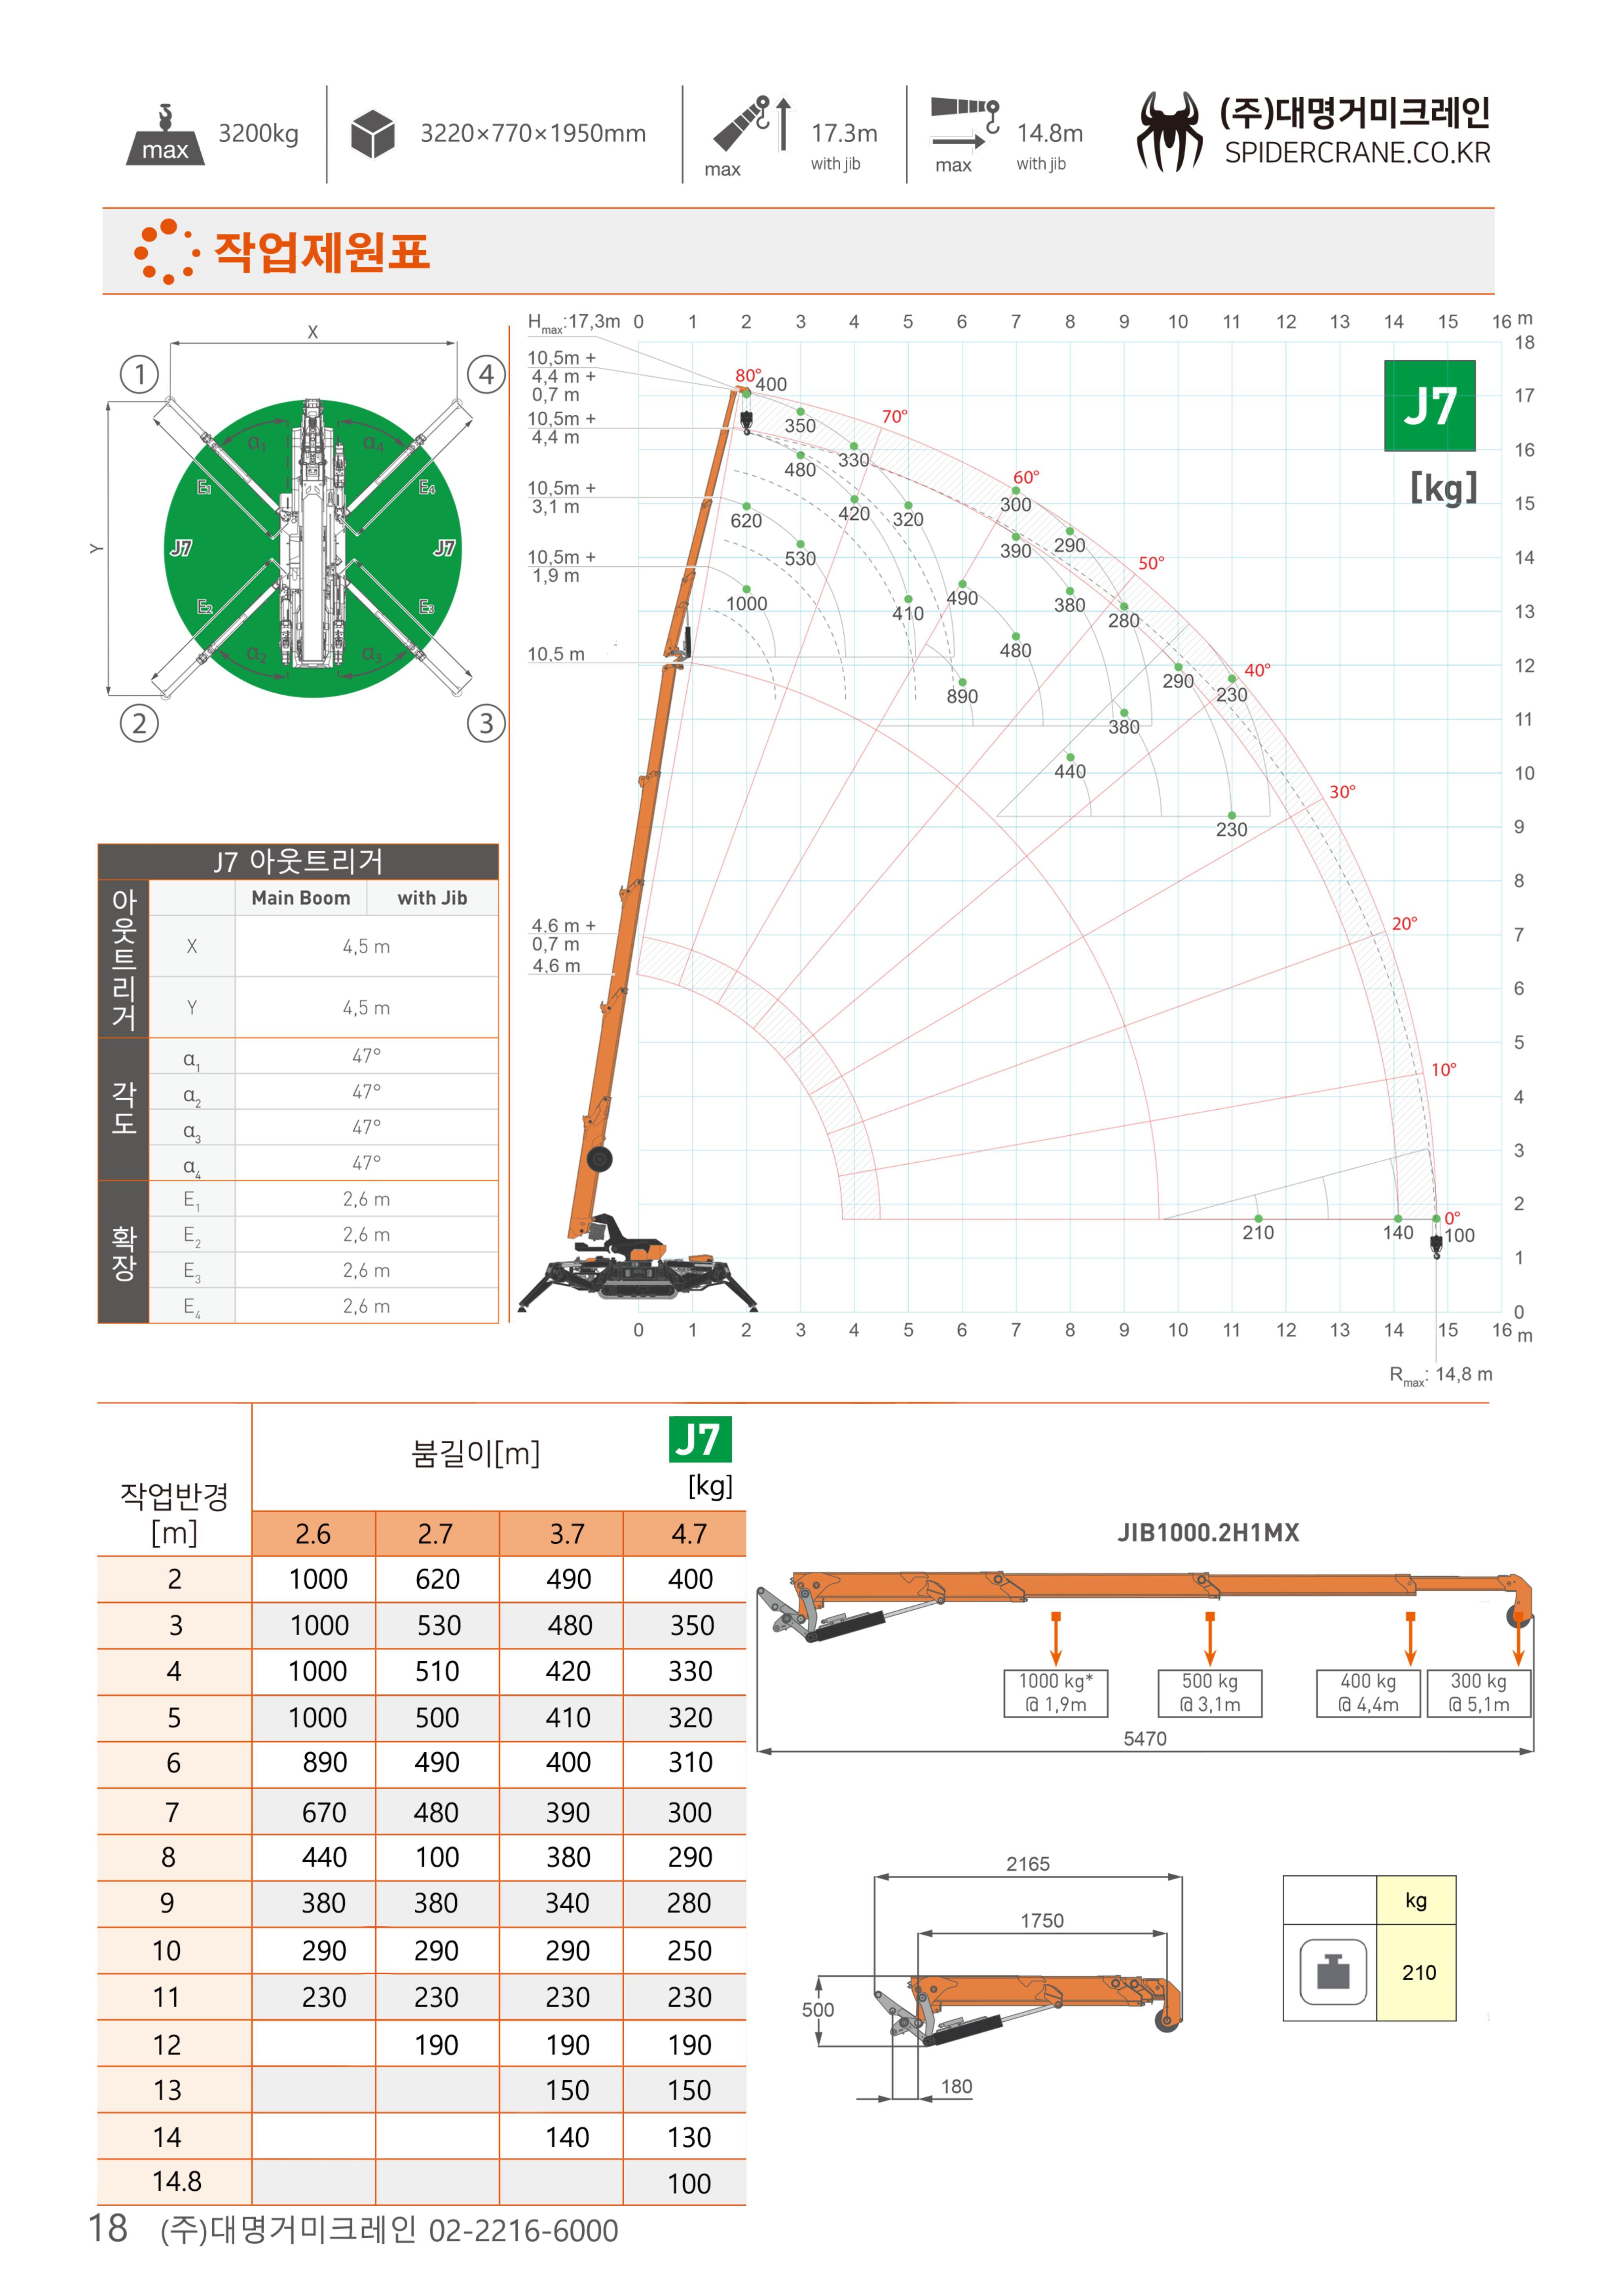 max
3200kg
3220×770×1950mm
max
17.3m
with jib
max
14.8m
with jib
(주)대명거미크레인
SPIDERCRANE.CO.KR
작업제원표
X
1
4
Y
α1
α4
E1
E4
J7
J7
E2
E3
α2
α3
2
3
J7 아웃트리거
아웃트리거
Main Boom
with Jib
X
4,5 m
Y
4,5 m
각도
α1
47°
α2
47°
α3
47°
α4
47°
확장
E1
2,6 m
E2
2,6 m
E3
2,6 m
E4
2,6 m
Hmax:17,3m
0 1 2 3 4 5 6 7 8 9 10 11 12 13 14 15 16 m
18
17
16
15
14
13
12
11
10
9
8
7
6
5
4
3
2
1
0
10,5m +
4,4 m +
0,7 m
10,5m +
4,4 m
10,5m +
3,1 m
10,5m +
1,9 m
10,5 m
4,6 m +
0,7 m
4,6 m
J7
[kg]
80°
400
70°
350
330
480
60°
300
420
320
620
390
290
50°
530
1000
410
490
380
280
480
40°
290
230
890
380
440
30°
230
20°
10°
0°
210
140
100
0 1 2 3 4 5 6 7 8 9 10 11 12 13 14 15 16 m
Rmax: 14,8 m
작업반경
[m]
붐길이[m]
J7
[kg]
2.6 2.7 3.7 4.7
2 1000 620 490 400
3 1000 530 480 350
4 1000 510 420 330
5 1000 500 410 320
6 890 490 400 310
7 670 480 390 300
8 440 100 380 290
9 380 380 340 280
10 290 290 290 250
11 230 230 230 230
12 190 190 190
13 150 150
14 140 130
14.8 100
JIB1000.2H1MX
1000 kg*
@ 1,9m
500 kg
@ 3,1m
400 kg
@ 4,4m
300 kg
@ 5,1m
5470
2165
1750
500
180
kg
210
18 (주)대명거미크레인 02-2216-6000